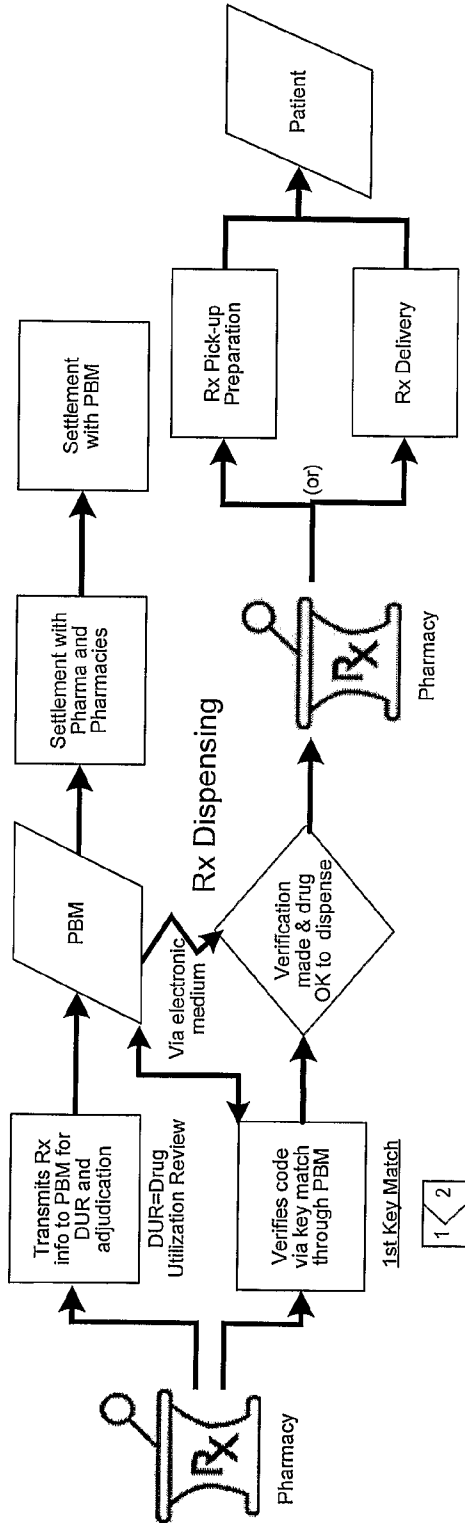 Pharmacy
Rx
Transmits Rx
info to PBM for
DUR and
adjudication
DUR=Drug
Utilization Review
PBM
Settlement with
Pharma and
Pharmacies
Settlement
with PBM
Verifies code
via key match
through PBM
1st Key Match
1
2
Via electronic
medium
Rx Dispensing
Verification
made & drug
OK to dispense
Rx
Pharmacy
(or)
Rx Pick-up
Preparation
Rx Delivery
Patient